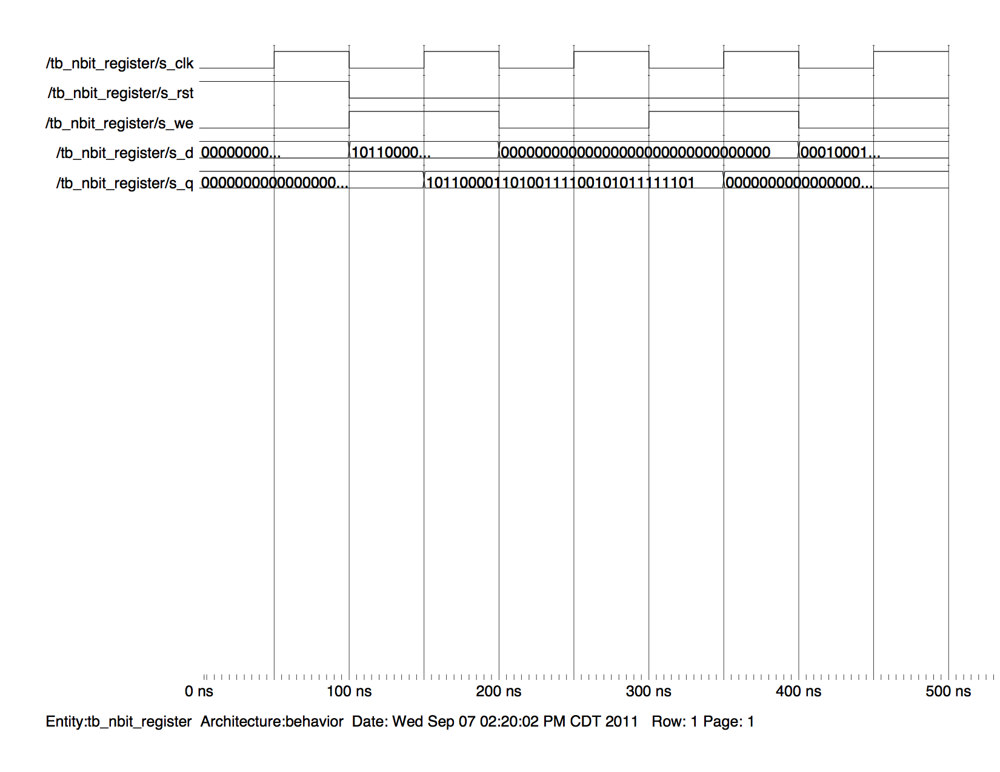 /tb_nbit_register/s_clk
/tb_nbit_register/s_rst
/tb_nbit_register/s_we
/tb_nbit_register/s_d 00000000... 10110000... 00000000000000000000000000000000 00010001...
/tb_nbit_register/s_q 0000000000000000... 10110000110100111100101011111101 0000000000000000...
0 ns 100 ns 200 ns 300 ns 400 ns 500 ns
Entity:tb_nbit_register Architecture:behavior Date: Wed Sep 07 02:20:02 PM CDT 2011 Row: 1 Page: 1